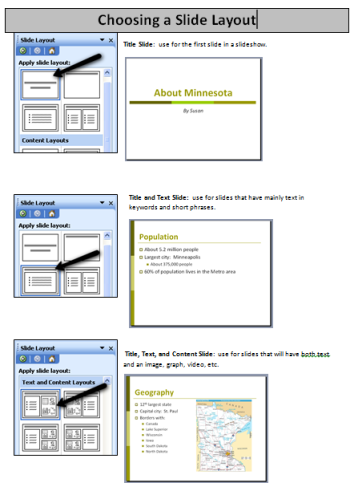 Choosing a Slide Layout
Slide Layout
Apply slide layout:
Content Layouts
Title Slide: use for the first slide in a slideshow.
About Minnesota
By Susan
Slide Layout
Apply slide layout:
Title and Text Slide: use for slides that have mainly text in
keywords and short phrases.
Population
About 5.2 million people
Largest city: Minneapolis
About 375,000 people
60% of population lives in the Metro area
Slide Layout
Apply slide layout:
Text and Content Layouts
Title, Text, and Content Slide: use for slides that will have both text
and an image, graph, video, etc.
Geography
12th largest state
Capital city: St. Paul
Borders with:
Canada
Lake Superior
Wisconsin
Iowa
South Dakota
North Dakota